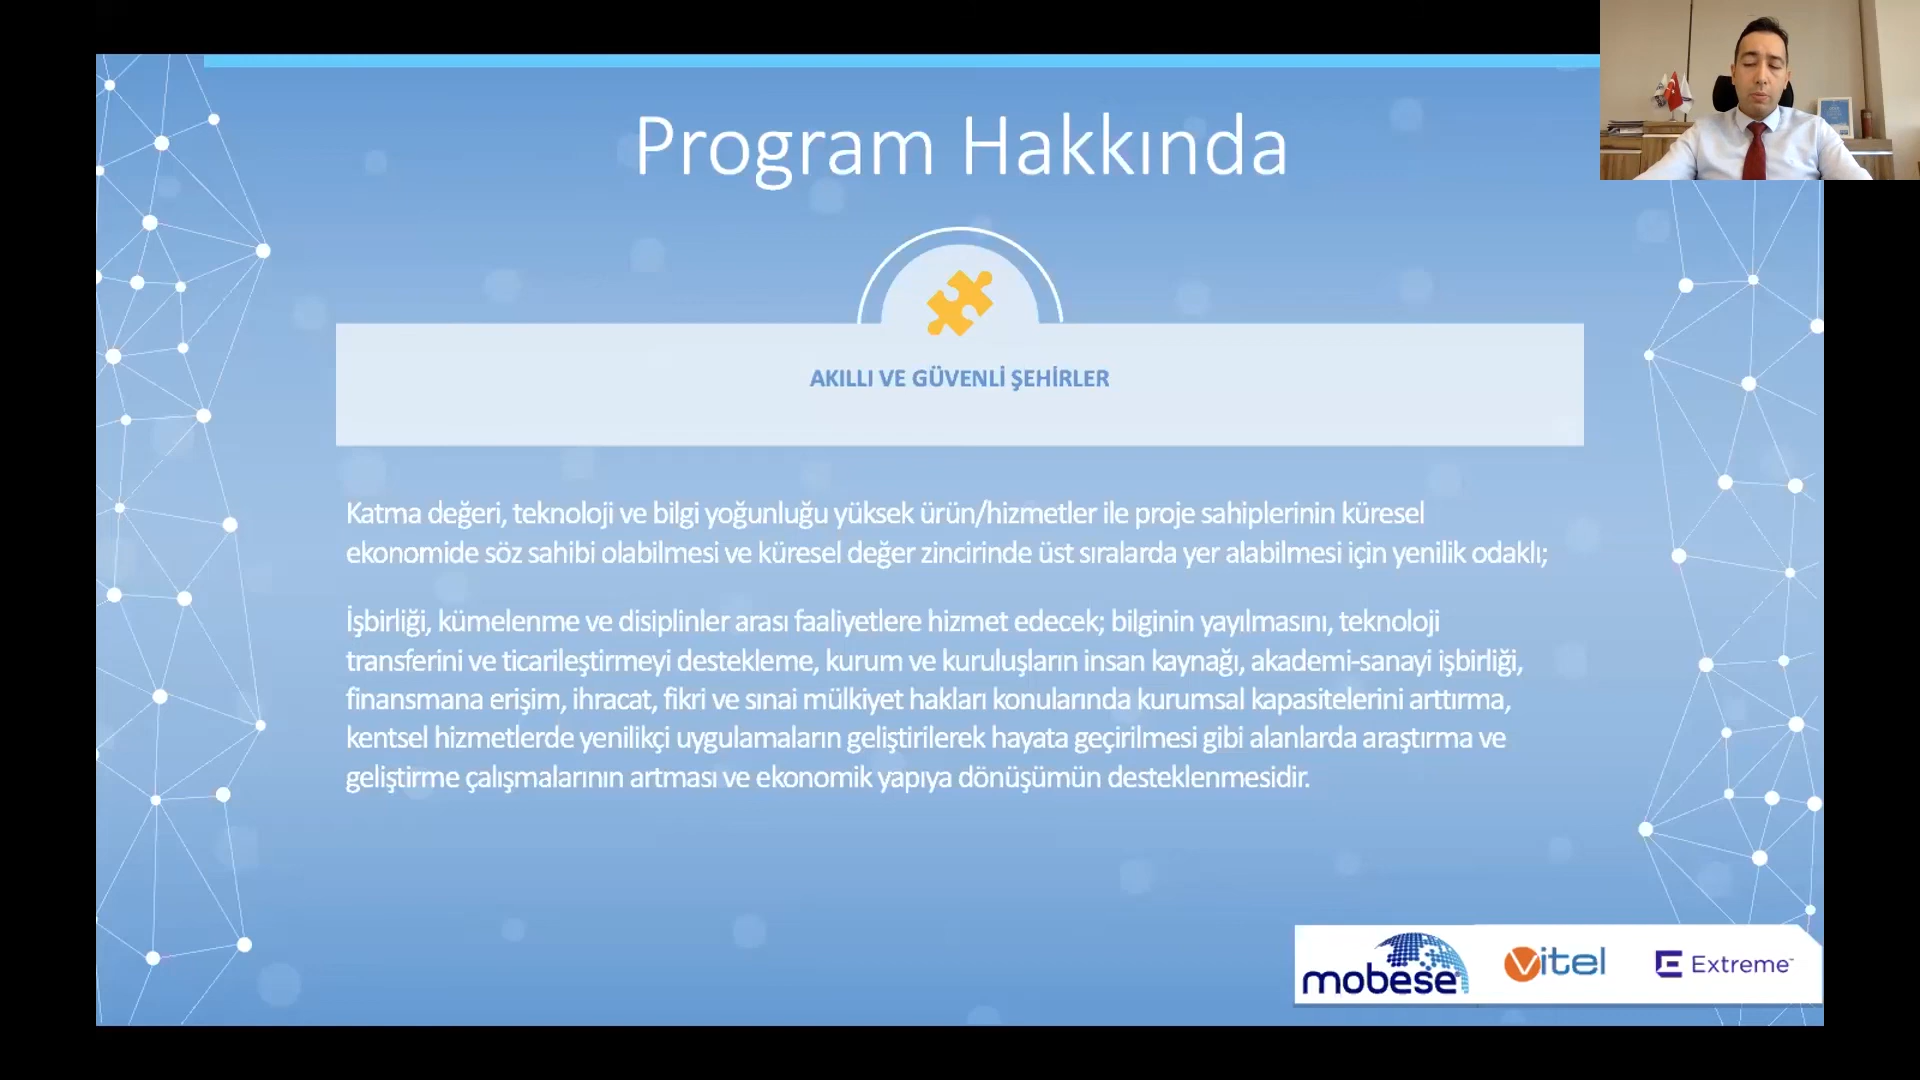 Program Hakkında
AKILLI VE GÜVENLİ ŞEHİRLER
Katma değeri, teknoloji ve bilgi yoğunluğu yüksek ürün/hizmetler ile proje sahiplerinin küresel
ekonomide söz sahibi olabilmesi ve küresel değer zincirinde üst sıralarda yer alabilmesi için yenilik odaklı;
İşbirliği, kümelenme ve disiplinler arası faaliyetlere hizmet edecek; bilginin yayılmasını, teknoloji
transferini ve ticarileştirmeyi destekleme, kurum ve kuruluşların insan kaynağı, akademi-sanayi işbirliği,
finansmana erişim, ihracat, fikri ve sınai mülkiyet hakları konularında kurumsal kapasitelerini arttırma,
kentsel hizmetlerde yenilikçi uygulamaların geliştirilerek hayata geçirilmesi gibi alanlarda araştırma ve
geliştirme çalışmalarının artması ve ekonomik yapıya dönüşümün desteklenmesidir.
mobese vitel Extreme™